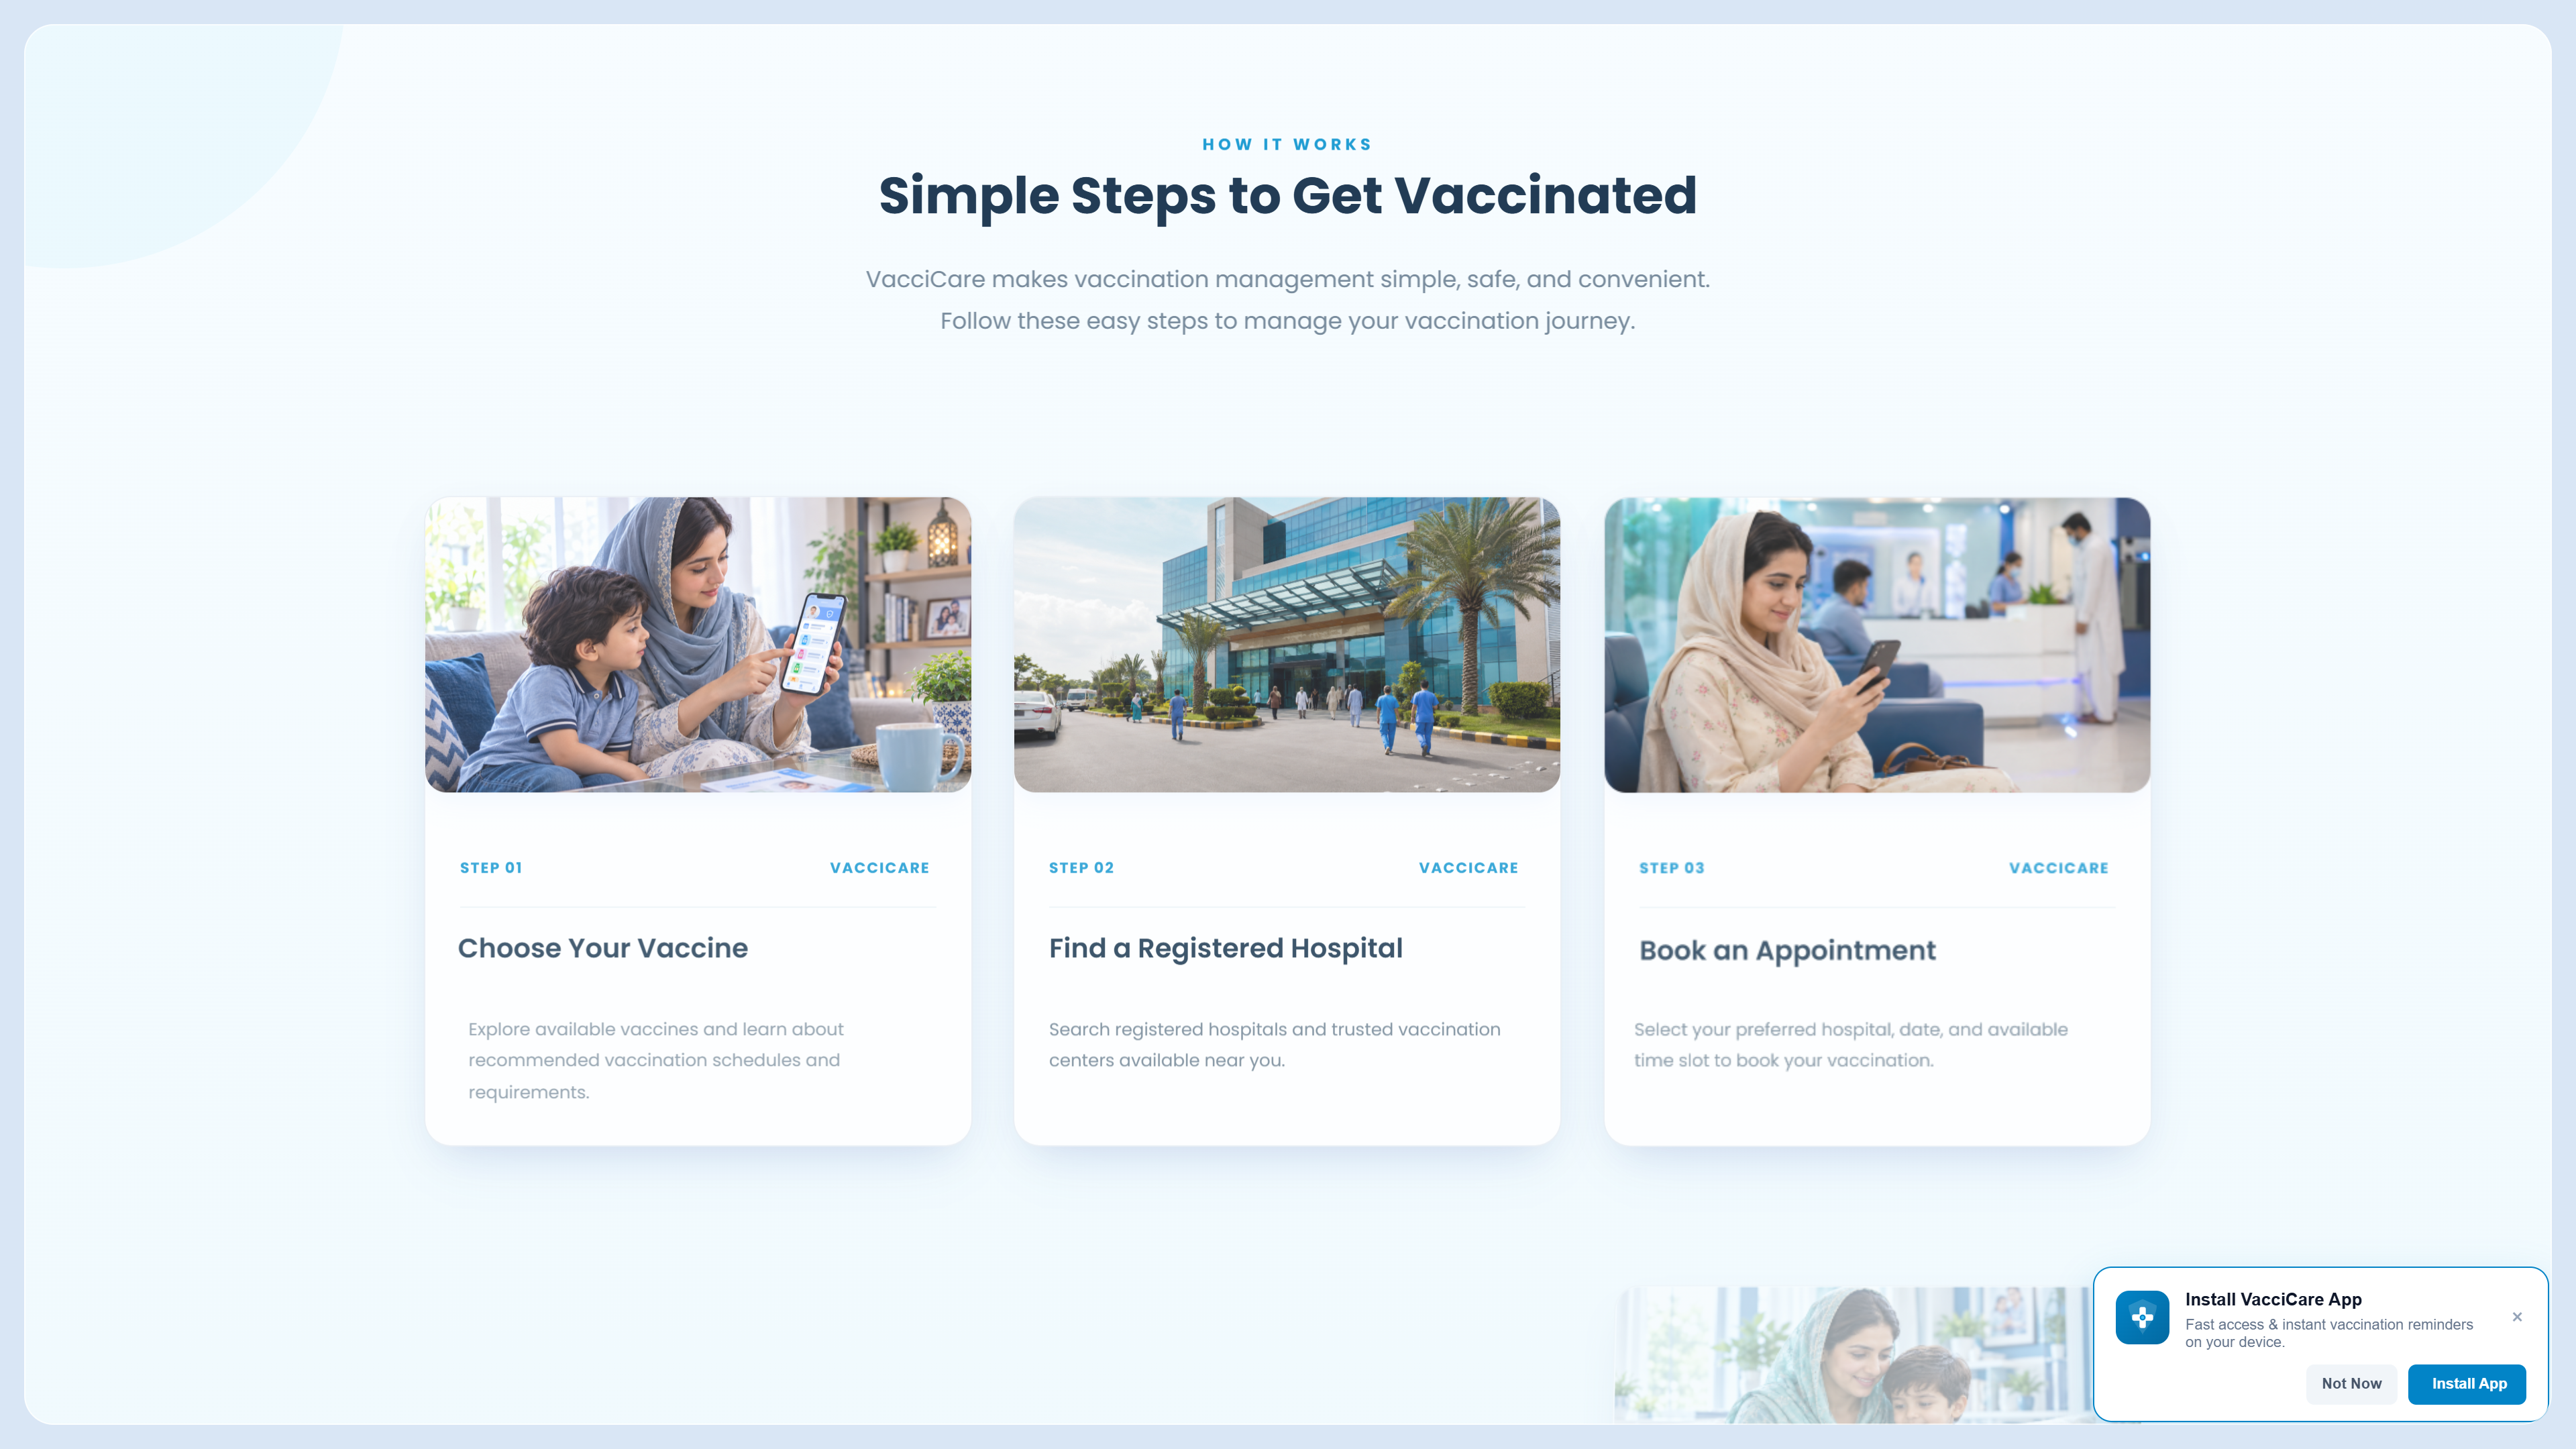 HOW IT WORKS
Simple Steps to Get Vaccinated
VacciCare makes vaccination management simple, safe, and convenient.
Follow these easy steps to manage your vaccination journey.
STEP 01
VACCICARE
Choose Your Vaccine
Explore available vaccines and learn about
recommended vaccination schedules and
requirements.
STEP 02
VACCICARE
Find a Registered Hospital
Search registered hospitals and trusted vaccination
centers available near you.
STEP 03
VACCICARE
Book an Appointment
Select your preferred hospital, date, and available
time slot to book your vaccination.
Install VacciCare App
Fast access & instant vaccination reminders
on your device.
×
Not Now
Install App